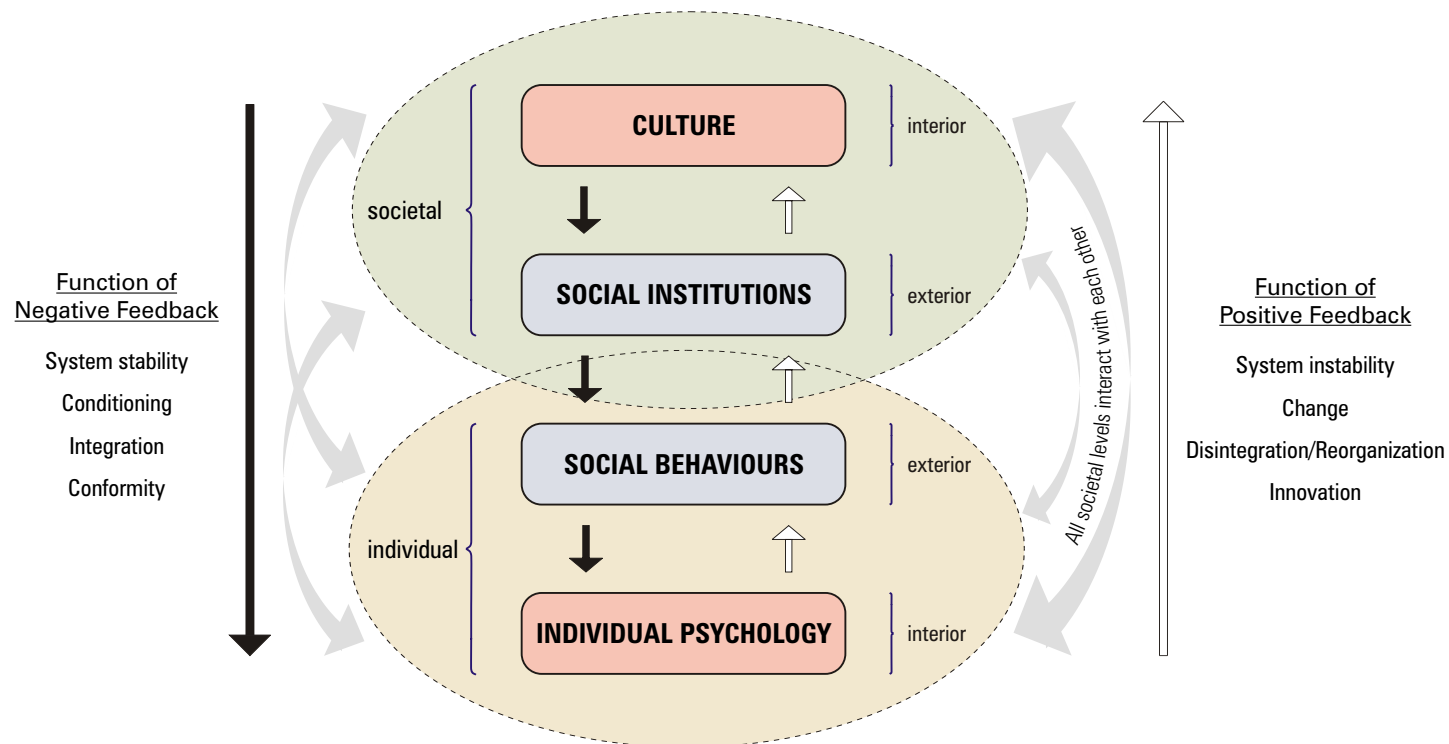 Function of
Negative Feedback
System stability
Conditioning
Integration
Conformity
societal
individual
CULTURE
SOCIAL INSTITUTIONS
SOCIAL BEHAVIOURS
INDIVIDUAL PSYCHOLOGY
interior
exterior
exterior
interior
All societal levels interact with each other
Function of
Positive Feedback
System instability
Change
Disintegration/Reorganization
Innovation